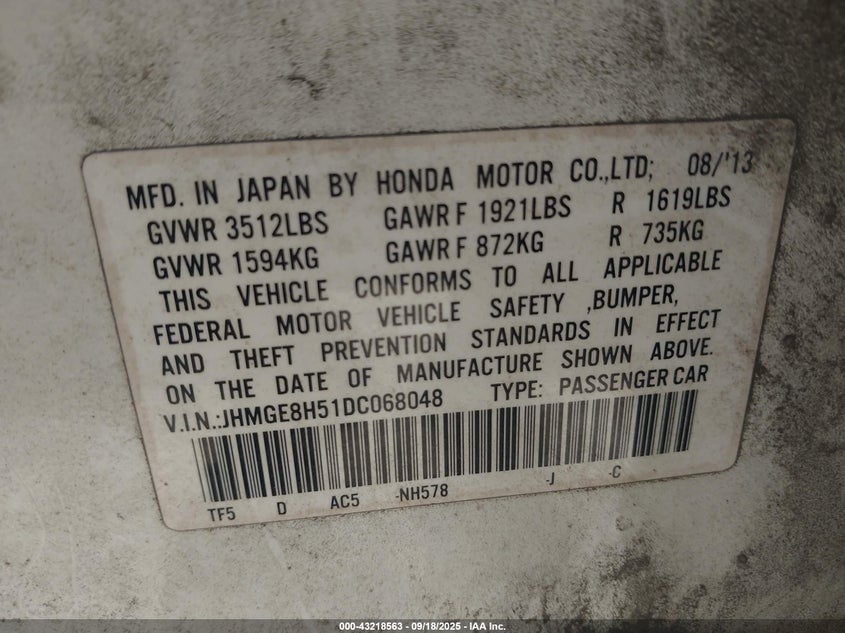 MFD. IN JAPAN BY HONDA MOTOR CO.,LTD; 08/'13
GVWR 3512LBS GAWR F 1921LBS R 1619LBS
GVWR 1594KG GAWR F 872KG R 735KG
THIS VEHICLE CONFORMS TO ALL APPLICABLE
FEDERAL MOTOR VEHICLE SAFETY ,BUMPER,
AND THEFT PREVENTION STANDARDS IN EFFECT
ON THE DATE OF MANUFACTURE SHOWN ABOVE.
V.I.N.:JHMGE8H51DC068048 TYPE: PASSENGER CAR
TF5 D AC5 -NH578 -J -C
000-43218563 - 09/18/2025 - IAA Inc.